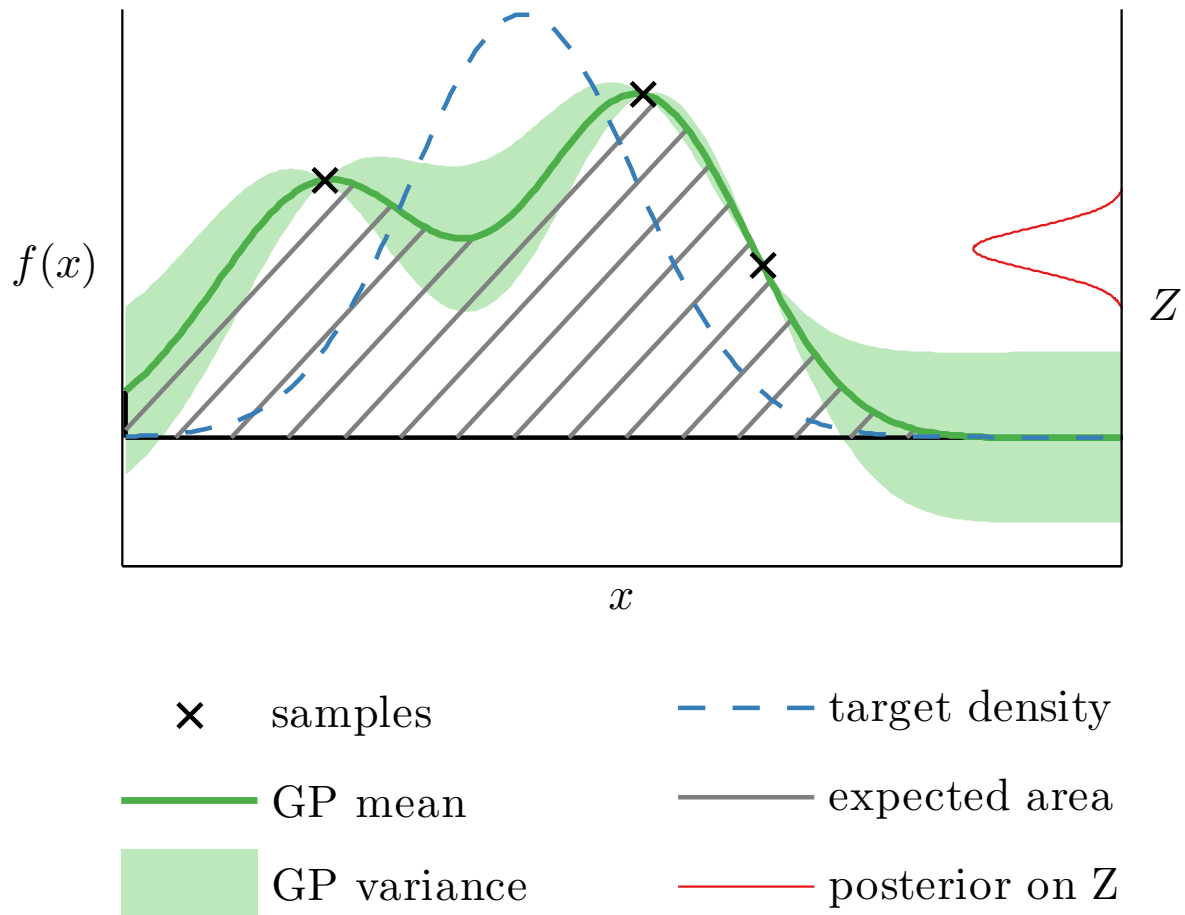 f(x)
Z
x
samples
target density
GP mean
expected area
GP variance
posterior on Z